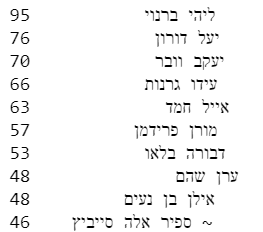 ליהי ברנוי 95
יעל דורון 76
יעקב וובר 70
עידו גרנות 66
אייל חמד 63
מורן פרידמן 57
דבורה בלאו 53
ערן שהם 48
אילן בן נעים 48
~ ספיר אלה סייביץ 46